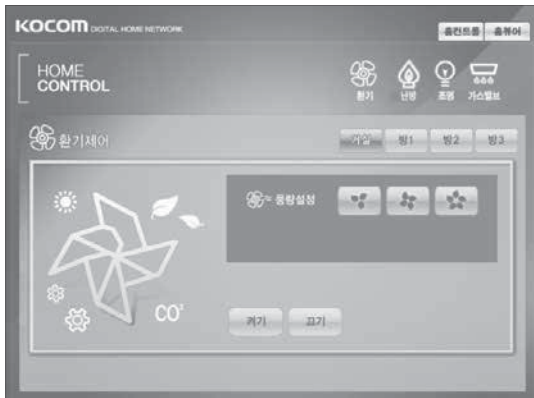 KOCOM DIGITAL HOME NETWORK
홈컨트롤 홈뷰어
HOME
CONTROL
환기 난방 조명 가스밸브
환기제어
거실 방1 방2 방3
풍량설정
CO²
켜기 끄기